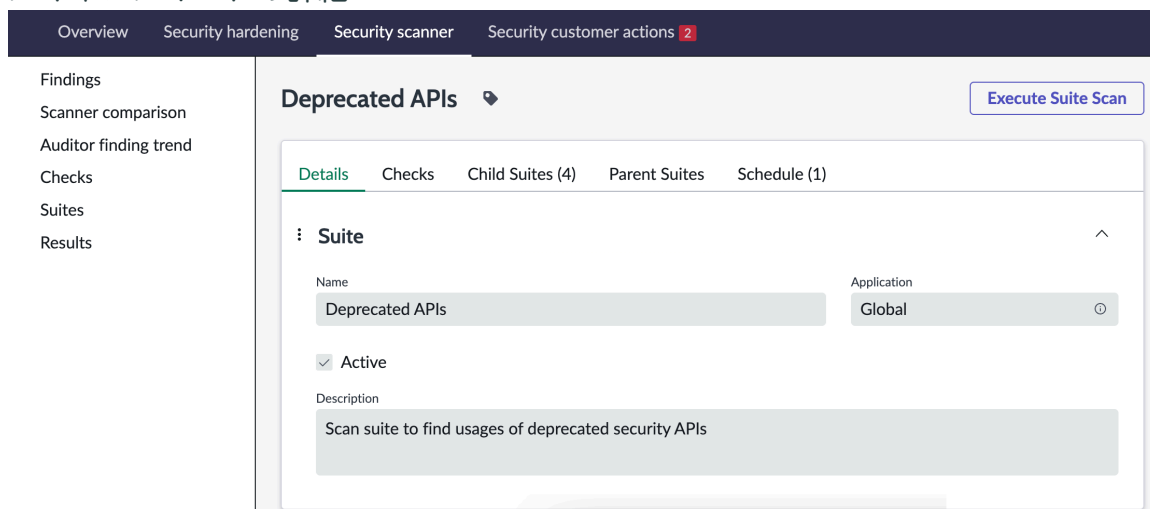 Overview Security hardening Security scanner Security customer actions 2
Findings
Scanner comparison
Auditor finding trend
Checks
Suites
Results
Deprecated APIs
Execute Suite Scan
Details Checks Child Suites (4) Parent Suites Schedule (1)
Suite
Name
Deprecated APIs
Application
Global
Active
Description
Scan suite to find usages of deprecated security APIs